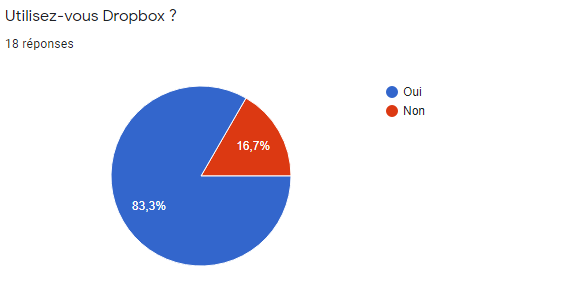 Utilisez-vous Dropbox ?
18 réponses
Oui
Non
16,7%
83,3%